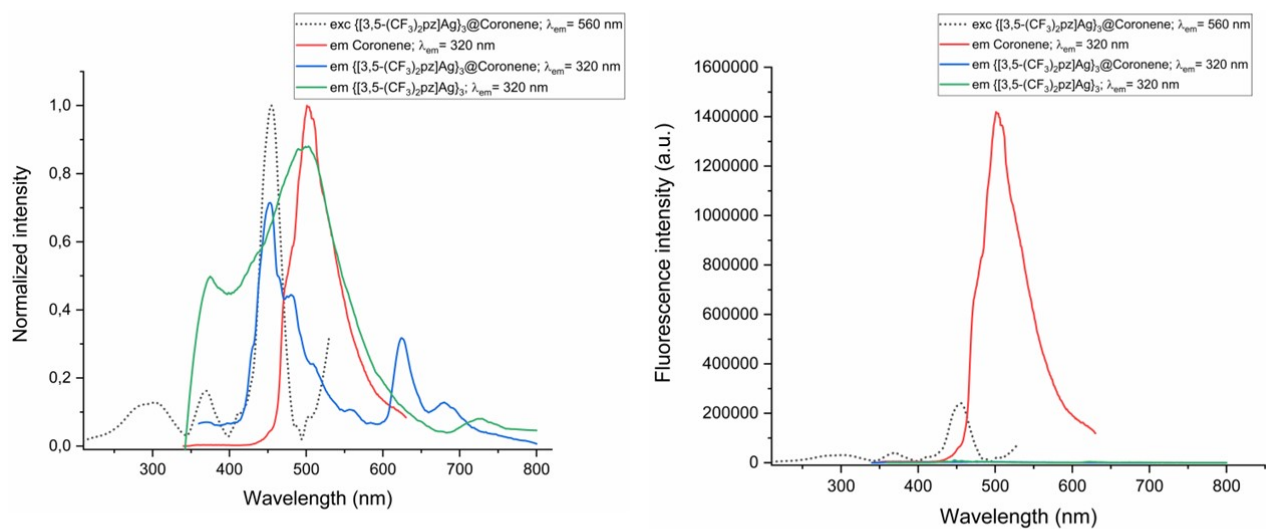 exc {[3,5-(CF₃)₂pz]Ag}₃@Coronene; λem= 560 nm
em Coronene; λem= 320 nm
em {[3,5-(CF₃)₂pz]Ag}₃@Coronene; λem= 320 nm
em {[3,5-(CF₃)₂pz]Ag}₃; λem= 320 nm
1,0
0,8
0,6
0,4
0,2
0,0
Normalized intensity
300 400 500 600 700 800
Wavelength (nm)
exc {[3,5-(CF₃)₂pz]Ag}₃@Coronene; λem= 560 nm
em Coronene; λem= 320 nm
em {[3,5-(CF₃)₂pz]Ag}₃@Coronene; λem= 320 nm
em {[3,5-(CF₃)₂pz]Ag}₃; λem= 320 nm
1600000
1400000
1200000
1000000
800000
600000
400000
200000
0
Fluorescence intensity (a.u.)
300 400 500 600 700 800
Wavelength (nm)